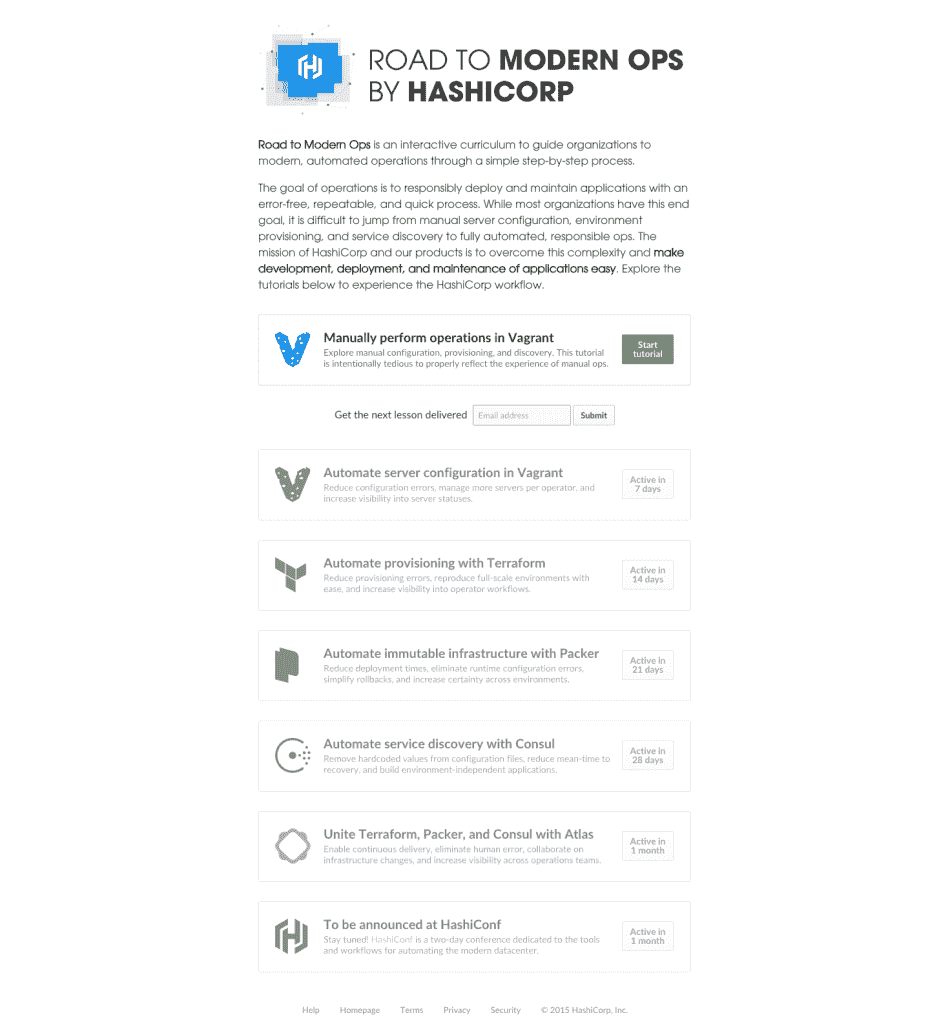 ROAD TO MODERN OPS
BY HASHICORP
Road to Modern Ops is an interactive curriculum to guide organizations to
modern, automated operations through a simple step-by-step process.
The goal of operations is to responsibly deploy and maintain applications with an
error-free, repeatable, and quick process. While most organizations have this end
goal, it is difficult to jump from manual server configuration, environment
provisioning, and service discovery to fully automated, responsible ops. The
mission of HashiCorp and our products is to overcome this complexity and make
development, deployment, and maintenance of applications easy. Explore the
tutorials below to experience the HashiCorp workflow.
Manually perform operations in Vagrant
Explore manual configuration, provisioning, and discovery. This tutorial
is intentionally tedious to properly reflect the experience of manual ops.
Start
tutorial
Get the next lesson delivered Email address Submit
Automate server configuration in Vagrant
Reduce configuration errors, manage more servers per operator, and
increase visibility into server statuses.
Active in
7 days
Automate provisioning with Terraform
Reduce provisioning errors, reproduce full-scale environments with
ease, and increase visibility into operator workflows.
Active in
14 days
Automate immutable infrastructure with Packer
Reduce deployment times, eliminate runtime configuration errors,
simplify rollbacks, and increase certainty across environments.
Active in
21 days
Automate service discovery with Consul
Remove hardcoded values from configuration files, reduce mean-time to
recovery, and build environment-independent applications.
Active in
28 days
Unite Terraform, Packer, and Consul with Atlas
Enable continuous delivery, eliminate human error, collaborate on
infrastructure changes, and increase visibility across operations teams.
Active in
1 month
To be announced at HashiConf
Stay tuned! HashiConf is a two-day conference dedicated to the tools
and workflows for automating the modern datacenter.
Active in
1 month
Help Homepage Terms Privacy Security © 2015 HashiCorp, Inc.